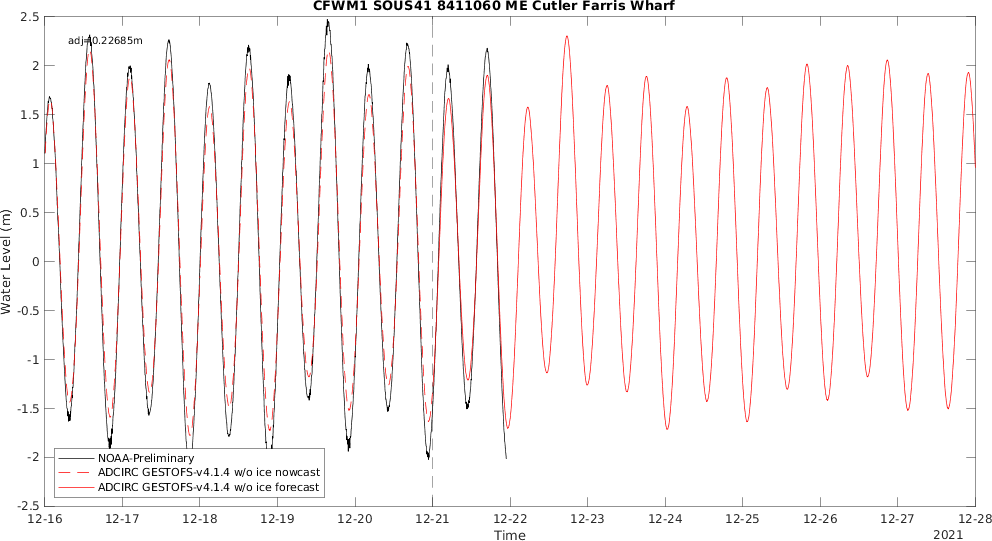 CFWM1 SOUS41 8411060 ME Cutler Farris Wharf
adj=0.22685m
Water Level (m)
2.5
2
1.5
1
0.5
0
-0.5
-1
-1.5
-2
-2.5
NOAA-Preliminary
ADCIRC GESTOFS-v4.1.4 w/o ice nowcast
ADCIRC GESTOFS-v4.1.4 w/o ice forecast
12-16 12-17 12-18 12-19 12-20 12-21 12-22 12-23 12-24 12-25 12-26 12-27 12-28
Time
2021